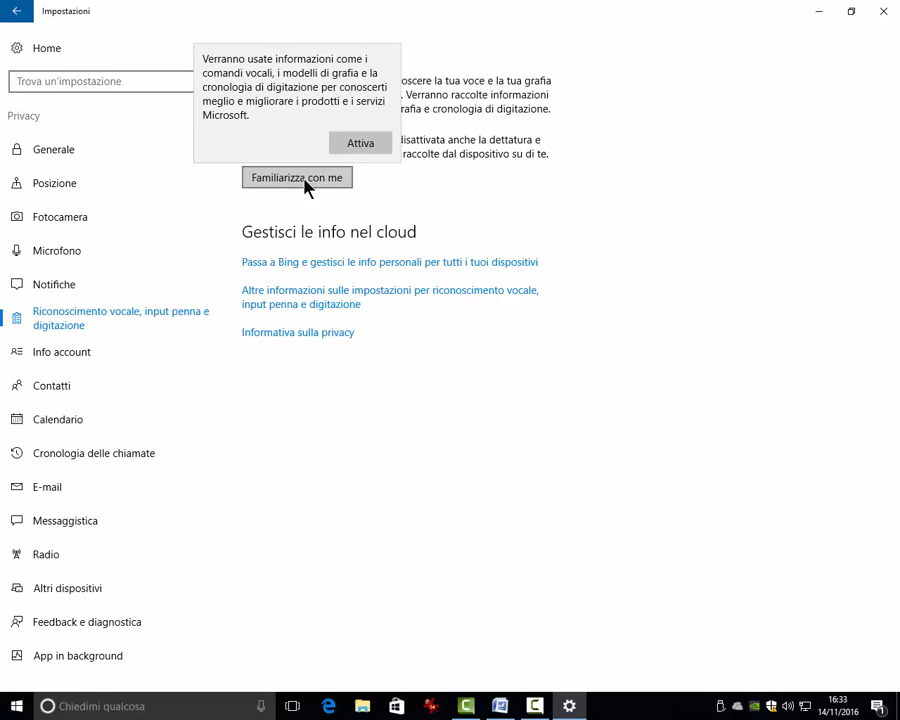 Impostazioni
Home
Trova un'impostazione
Privacy
Generale
Posizione
Fotocamera
Microfono
Notifiche
Riconoscimento vocale, input penna e
digitazione
Info account
Contatti
Calendario
Cronologia delle chiamate
E-mail
Messaggistica
Radio
Altri dispositivi
Feedback e diagnostica
App in background
Verranno usate informazioni come i
comandi vocali, i modelli di grafia e la
cronologia di digitazione per conoscerti
meglio e migliorare i prodotti e i servizi
Microsoft.
Attiva
oscere la tua voce e la tua grafia
. Verranno raccolte informazioni
rafia e cronologia di digitazione.
disattivata anche la dettatura e
raccolte dal dispositivo su di te.
Familiarizza con me
Gestisci le info nel cloud
Passa a Bing e gestisci le info personali per tutti i tuoi dispositivi
Altre informazioni sulle impostazioni per riconoscimento vocale,
input penna e digitazione
Informativa sulla privacy
Chiedimi qualcosa
16:33
14/11/2016
1